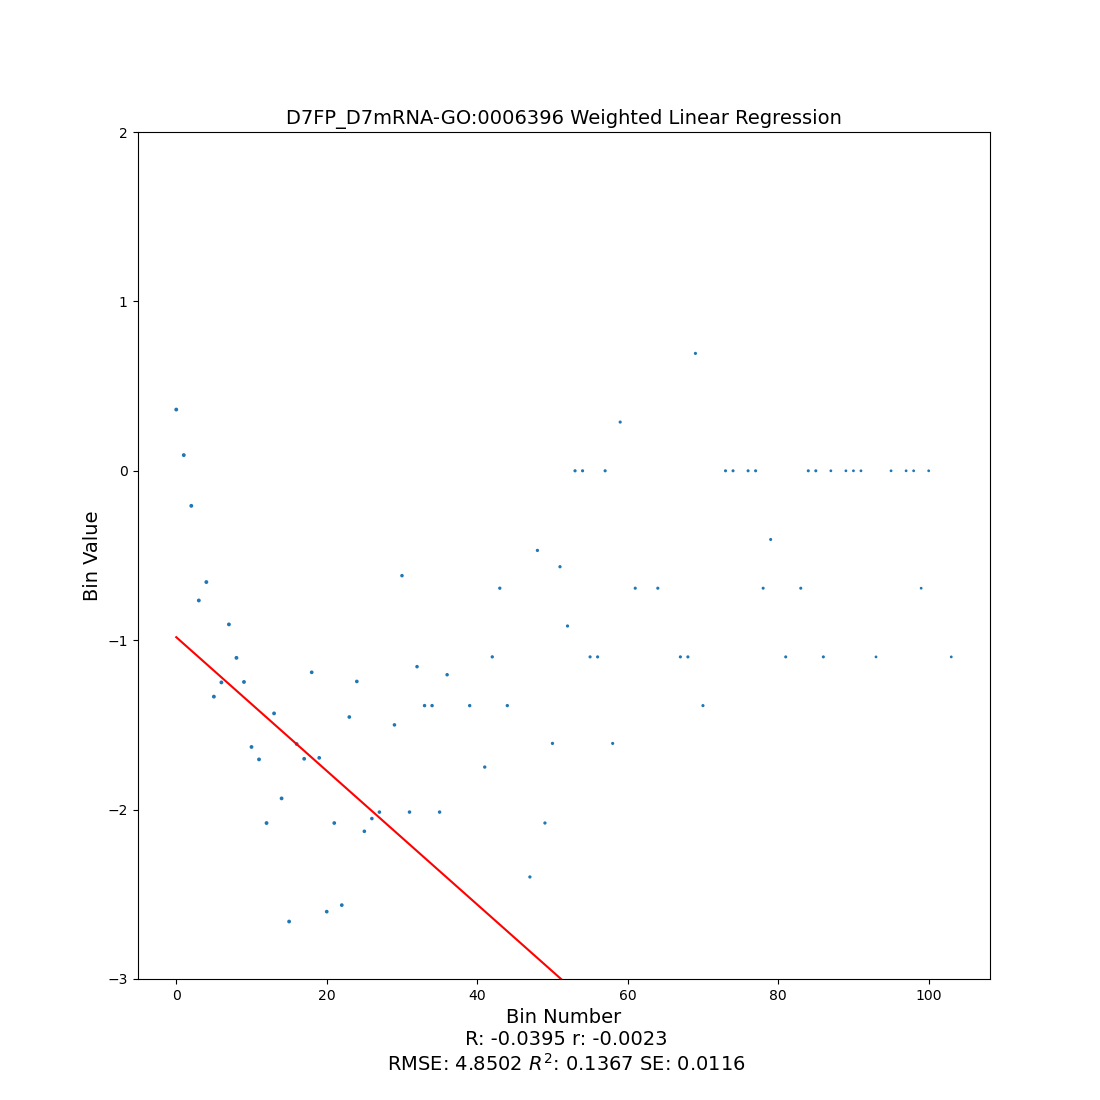 D7FP_D7mRNA-GO:0006396 Weighted Linear Regression
2
1
0
−1
−2
−3
Bin Value
0 20 40 60 80 100
Bin Number
R: -0.0395 r: -0.0023
RMSE: 4.8502 R²: 0.1367 SE: 0.0116